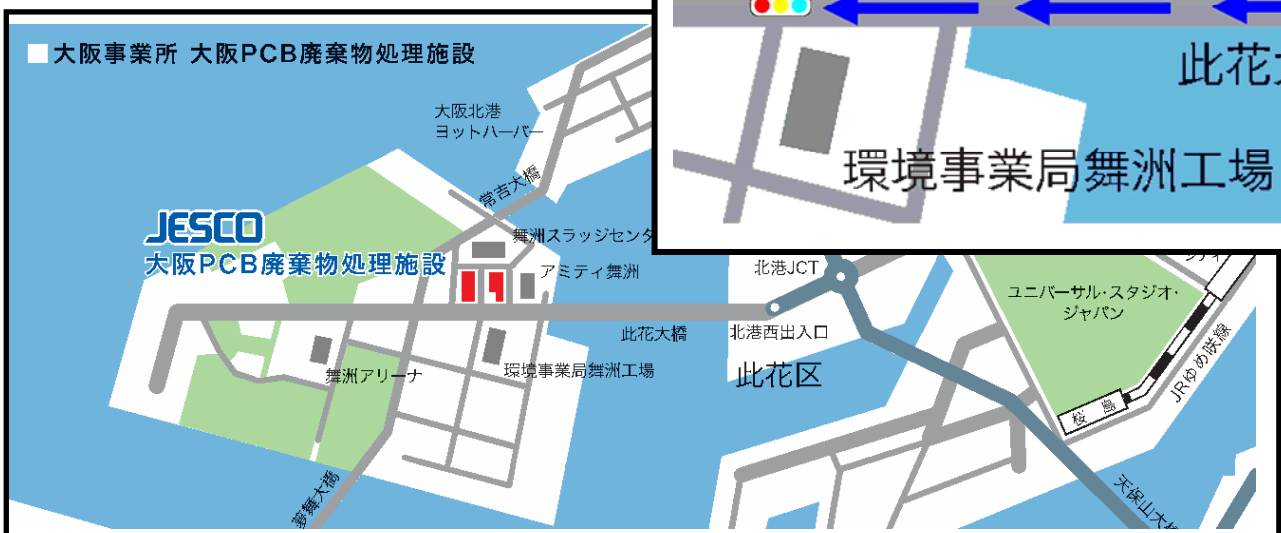 ■大阪事業所 大阪PCB廃棄物処理施設
大阪北港
ヨットハーバー
常吉大橋
JESCO
大阪PCB廃棄物処理施設
舞洲スラッジセンタ
アミティ舞洲
此花大橋
環境事業局舞洲工場
舞洲アリーナ
夢舞大橋
此花
環境事業局舞洲工場
北港JCT
北港西出入口
此花区
ユニバーサル・スタジオ・
ジャパン
JRゆめ咲線
桜島
天保山大橋